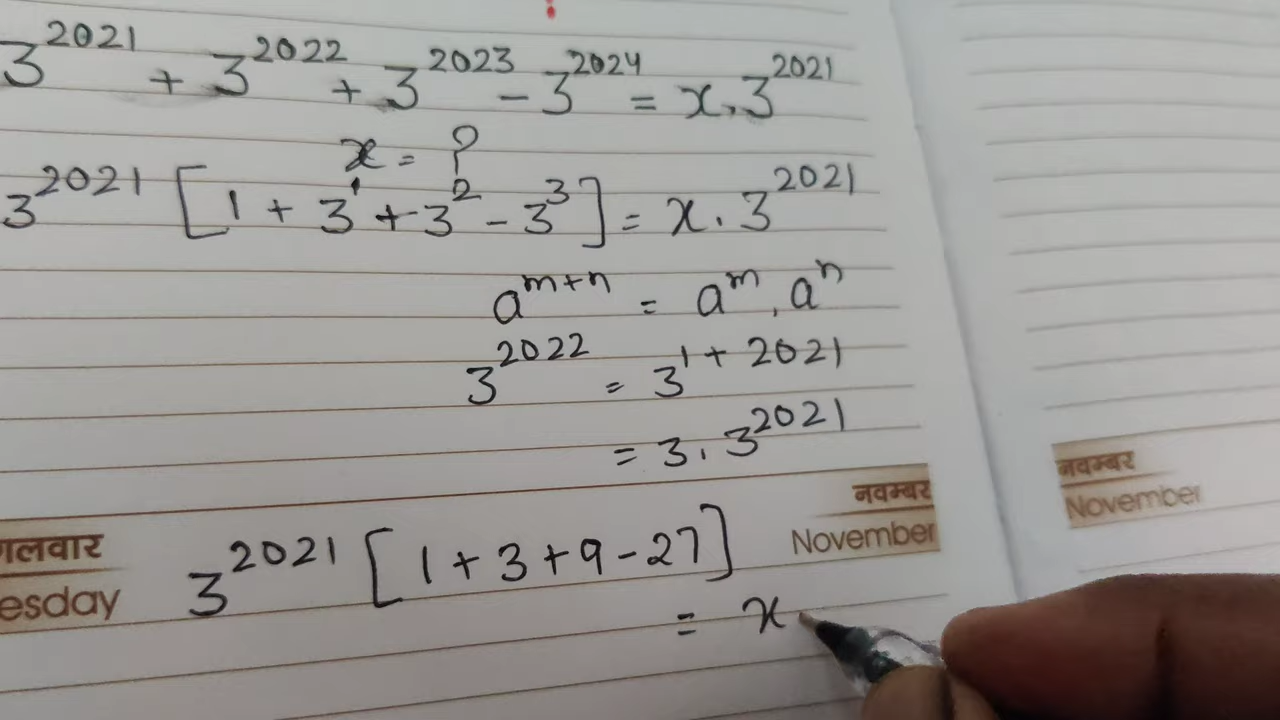 3^2021 + 3^2022 + 3^2023 - 3^2024 = x.3^2021
x = ?
3^2021 [1 + 3^1 + 3^2 - 3^3] = x.3^2021
a^m+n = a^m.a^n
3^2022 = 3^1+2021
= 3.3^2021
गलवार
esday
3^2021 [1+3+9-27]
= x
नवम्बर
November
नवम्बर
November